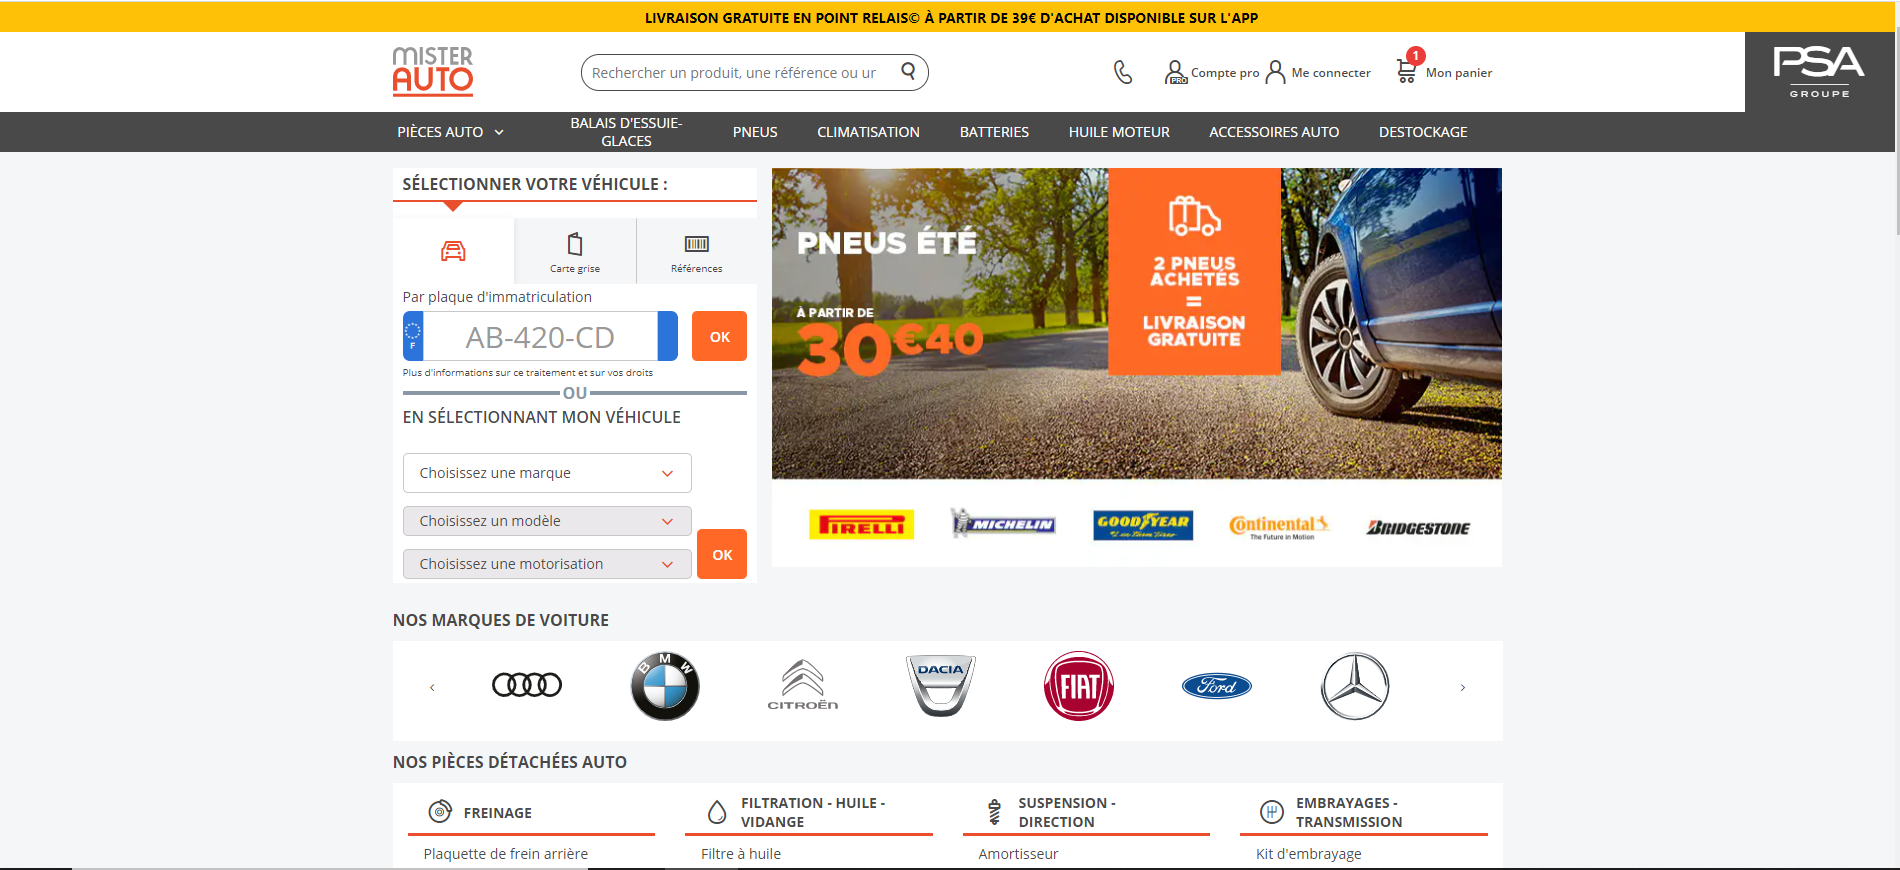 LIVRAISON GRATUITE EN POINT RELAIS© À PARTIR DE 39€ D'ACHAT DISPONIBLE SUR L'APP
MISTER
AUTO
Rechercher un produit, une référence ou ur
PRO
Compte pro
Me connecter
1
Mon panier
PSA
GROUPE
PIÈCES AUTO
BALAIS D'ESSUIE-
GLACES
PNEUS
CLIMATISATION
BATTERIES
HUILE MOTEUR
ACCESSOIRES AUTO
DESTOCKAGE
SÉLECTIONNER VOTRE VÉHICULE :
Carte grise
Références
Par plaque d'immatriculation
F
AB-420-CD
OK
Plus d'informations sur ce traitement et sur vos droits
OU
EN SÉLECTIONNANT MON VÉHICULE
Choisissez une marque
Choisissez un modèle
Choisissez une motorisation
OK
PNEUS ÉTÉ
À PARTIR DE
30€40
2 PNEUS
ACHETÉS
=
LIVRAISON
GRATUITE
PIRELLI
MICHELIN
GOODYEAR
#1 in Farm Tires
Continental
The Future in Motion
BRIDGESTONE
NOS MARQUES DE VOITURE
BMW
CITROËN
DACIA
FIAT
Ford
NOS PIÈCES DÉTACHÉES AUTO
FREINAGE
FILTRATION - HUILE -
VIDANGE
SUSPENSION -
DIRECTION
EMBRAYAGES -
TRANSMISSION
Plaquette de frein arrière
Filtre à huile
Amortisseur
Kit d'embrayage